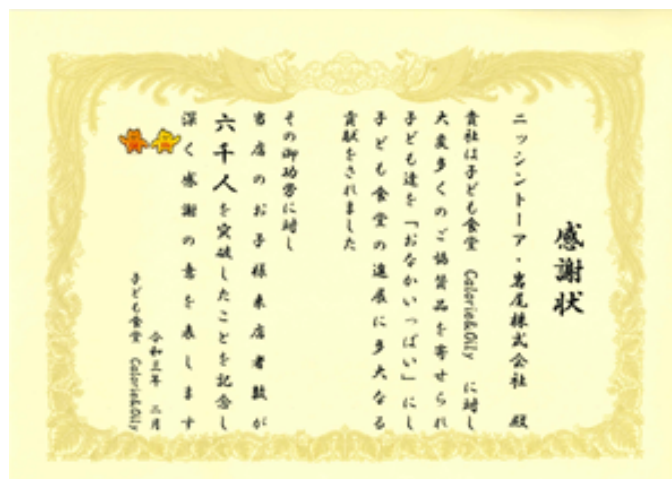 感謝状
ニッシントーア・岩尾株式会社 殿
貴社は子ども食堂 Calorie&Oily に対し
大変多くのご協賛品を寄せられ
子ども達を「おなかいっぱい」にし
子ども食堂の進展に多大なる
貢献をされました
その御功労に対し
当店のお子様来店者数が
六千人を突破したことを記念し
深く感謝の意を表します
令和三年 二月
子ども食堂 Calorie&Oily